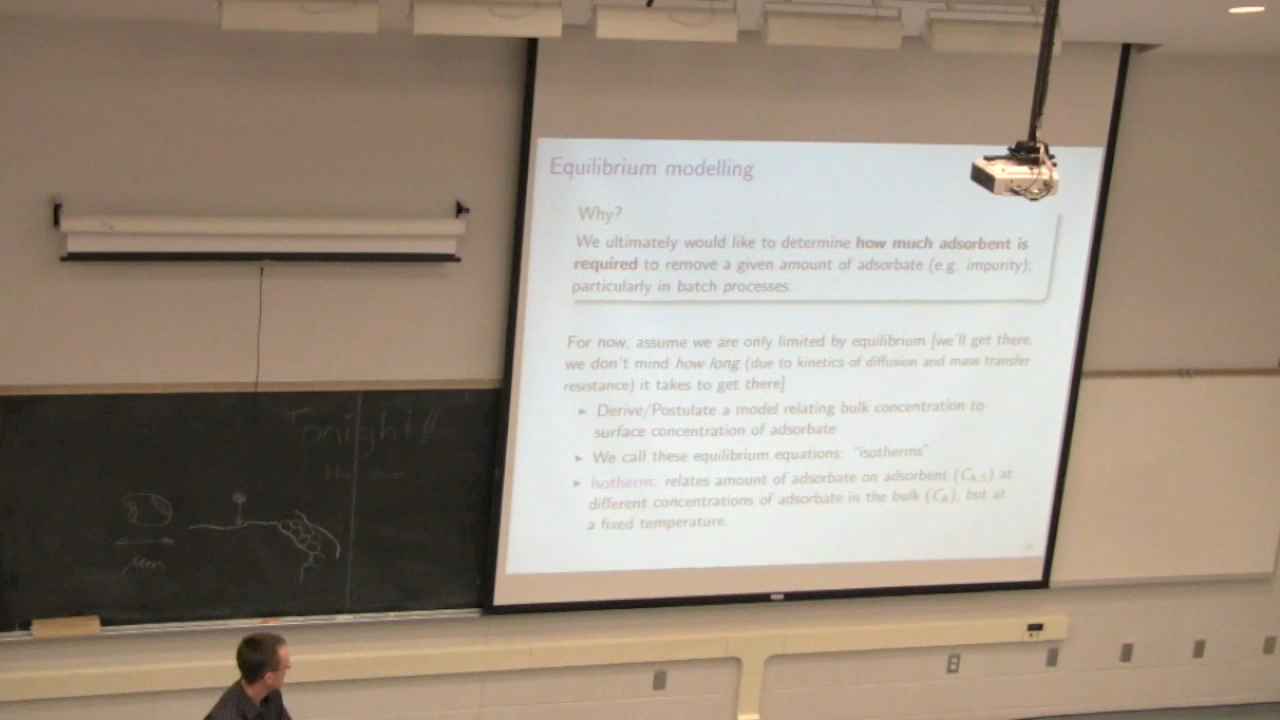 Equilibrium modelling
Why?
We ultimately would like to determine how much adsorbent is
required to remove a given amount of adsorbate (e.g. impurity);
particularly in batch processes.
For now, assume we are only limited by equilibrium [we'll get there,
we don't mind how long (due to kinetics of diffusion and mass transfer
resistance) it takes to get there]
▶ Derive/Postulate a model relating bulk concentration to
surface concentration of adsorbate
▶ We call these equilibrium equations: "isotherms"
▶ Isotherm: relates amount of adsorbate on adsorbent (C_A,S) at
different concentrations of adsorbate in the bulk (C_A), but at
a fixed temperature.
Tonight!